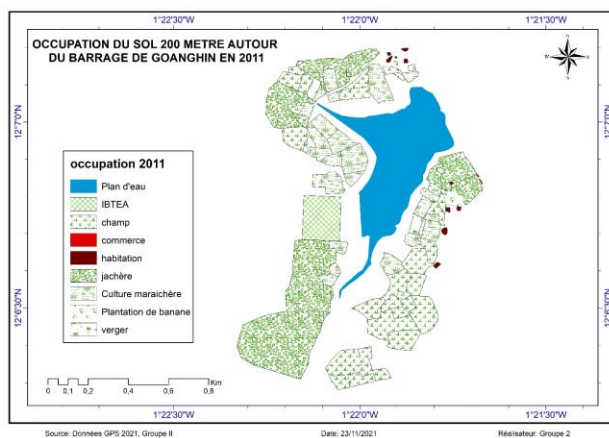 1°22'30"W 1°22'0"W 1°21'30"W
OCCUPATION DU SOL 200 METRE AUTOUR
DU BARRAGE DE GOANGHIN EN 2011
N
W E
S
12°7'0"N 12°7'0"N
occupation 2011
Plan d'eau
IBTEA
champ
commerce
habitation
jachère
Culture maraichère
Plantation de banane
verger
12°6'30"N 12°6'30"N
Km
0 0,1 0,2 0,4 0,6 0,8
1°22'30"W 1°22'0"W 1°21'30"W
Source: Données GPS 2021, Groupe II Date: 23/11/2021 Réalisateur: Groupe 2